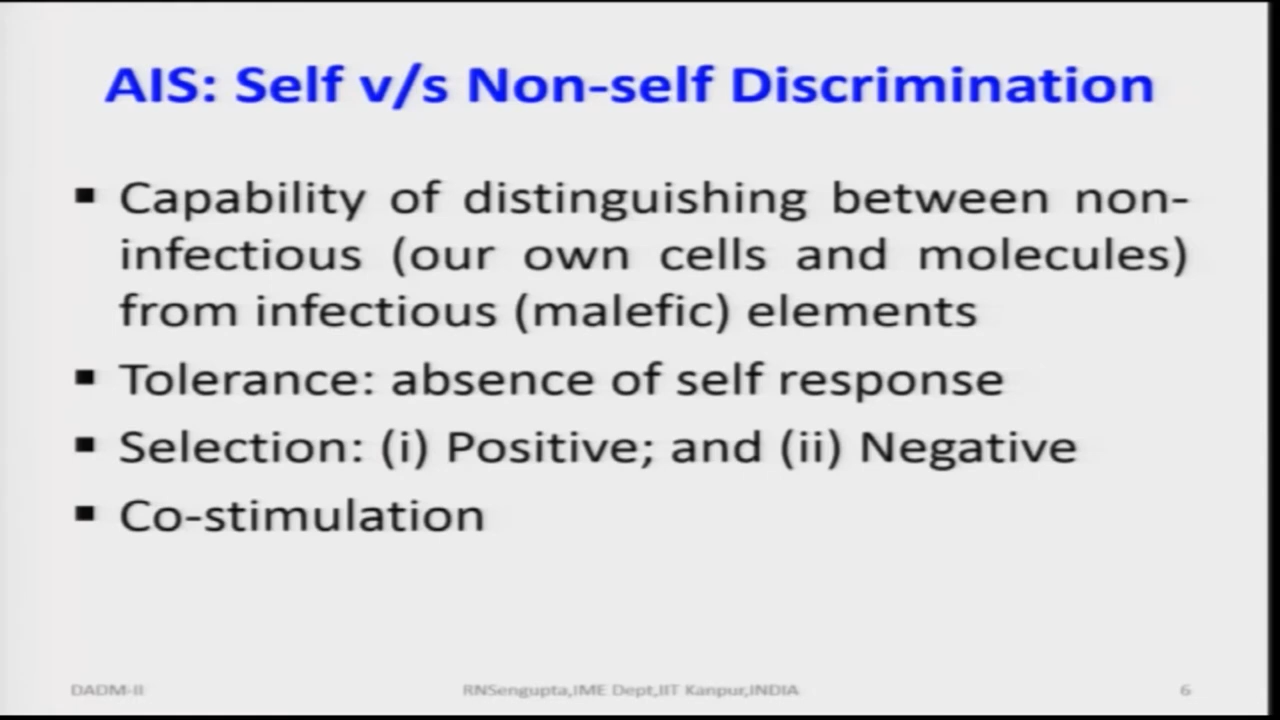 AIS: Self v/s Non-self Discrimination
▪ Capability of distinguishing between non-
infectious (our own cells and molecules)
from infectious (malefic) elements
▪ Tolerance: absence of self response
▪ Selection: (i) Positive; and (ii) Negative
▪ Co-stimulation
DADM-II RNSengupta,IME Dept,IIT Kanpur,INDIA 6